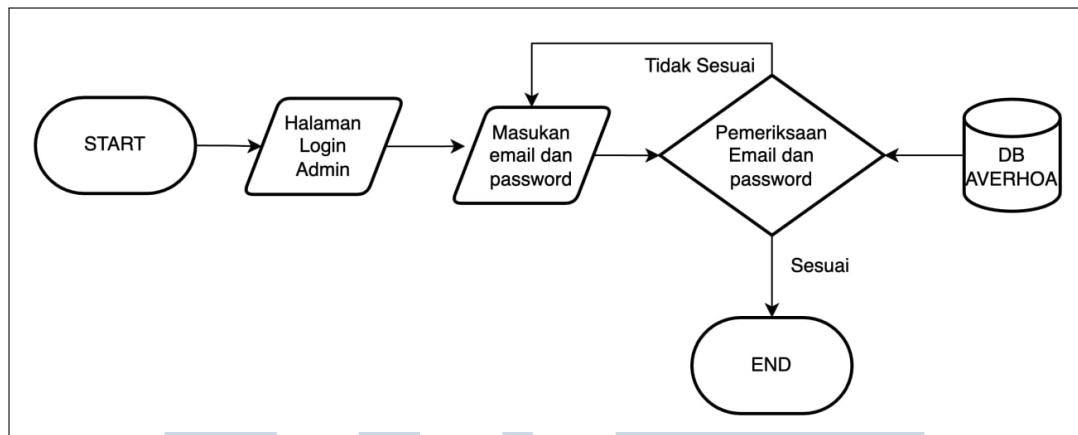 START
Halaman
Login
Admin
Masukan
email dan
password
Tidak Sesuai
Pemeriksaan
Email dan
password
DB
AVERHOA
Sesuai
END